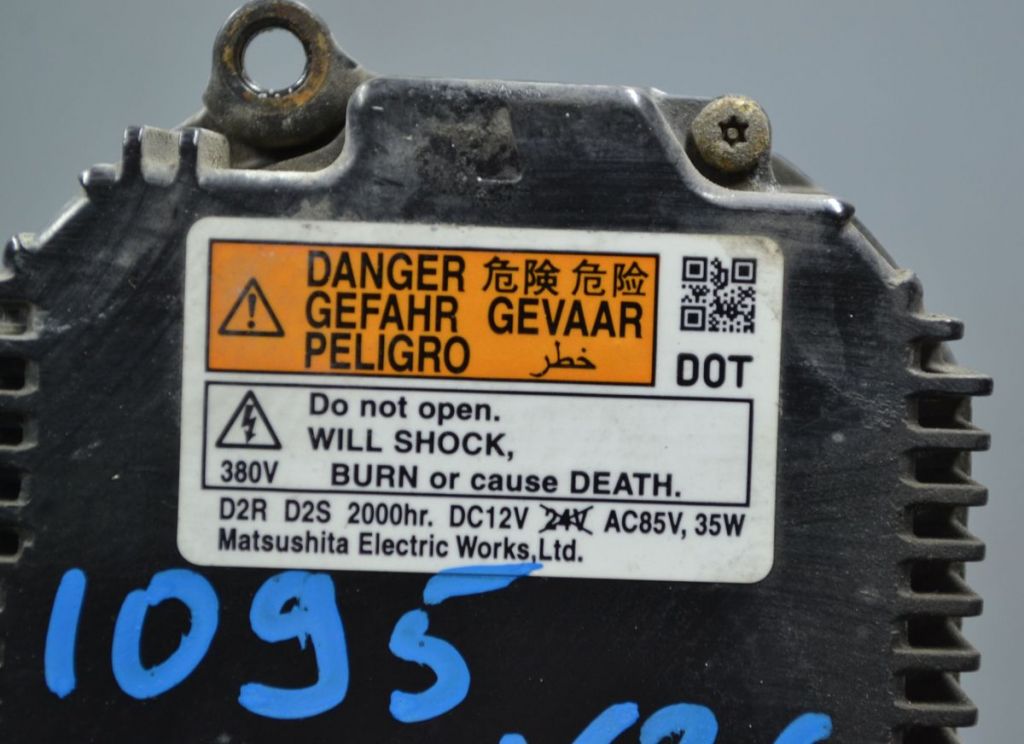 DANGER 危険 危险
GEFAHR GEVAAR
PELIGRO خطر
DOT
Do not open.
WILL SHOCK,
380V BURN or cause DEATH.
D2R D2S 2000hr. DC12V 24V AC85V, 35W
Matsushita Electric Works,Ltd.
1095